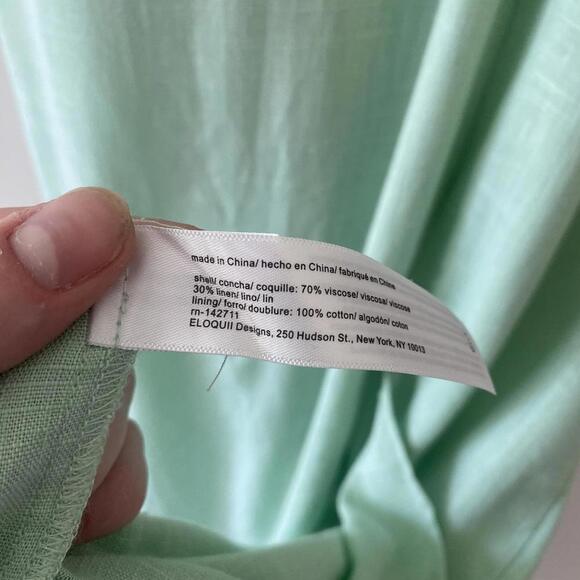 made in China/ hecho en China/ fabriqué en Chine
shell/ concha/ coquille: 70% viscose/ viscosa/ viscose
30% linen/ lino/ lin
lining/ forro/ doublure: 100% cotton/ algodón/ coton
rn-142711
ELOQUII Designs, 250 Hudson St., New York, NY 10013